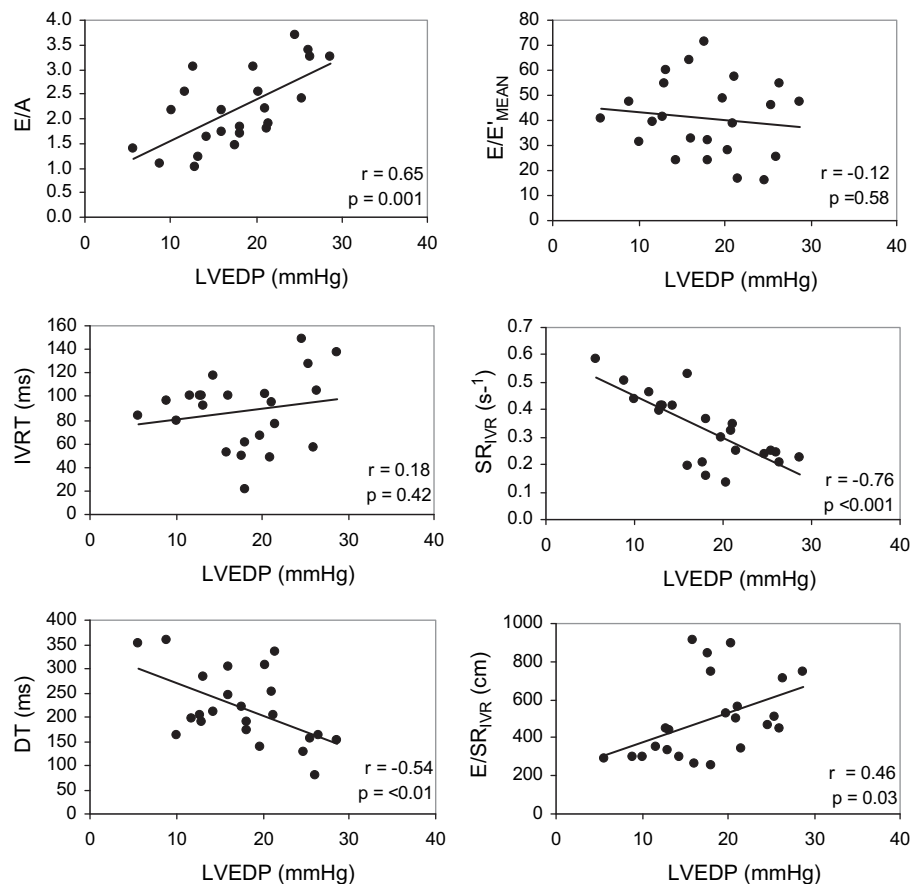 4.0
3.5
3.0
2.5
2.0
1.5
1.0
0.5
0.0
E/A
r = 0.65
p = 0.001
0 10 20 30 40
LVEDP (mmHg)
80
70
60
50
40
30
20
10
0
E/E'MEAN
r = -0.12
p =0.58
0 10 20 30 40
LVEDP (mmHg)
160
140
120
100
80
60
40
20
0
IVRT (ms)
r = 0.18
p = 0.42
0 10 20 30 40
LVEDP (mmHg)
0.7
0.6
0.5
0.4
0.3
0.2
0.1
0.0
SRIVR (s-1)
r = -0.76
p <0.001
0 10 20 30 40
LVEDP (mmHg)
400
350
300
250
200
150
100
50
0
DT (ms)
r = -0.54
p = <0.01
0 10 20 30 40
LVEDP (mmHg)
1000
800
600
400
200
0
E/SRIVR (cm)
r = 0.46
p = 0.03
0 10 20 30 40
LVEDP (mmHg)